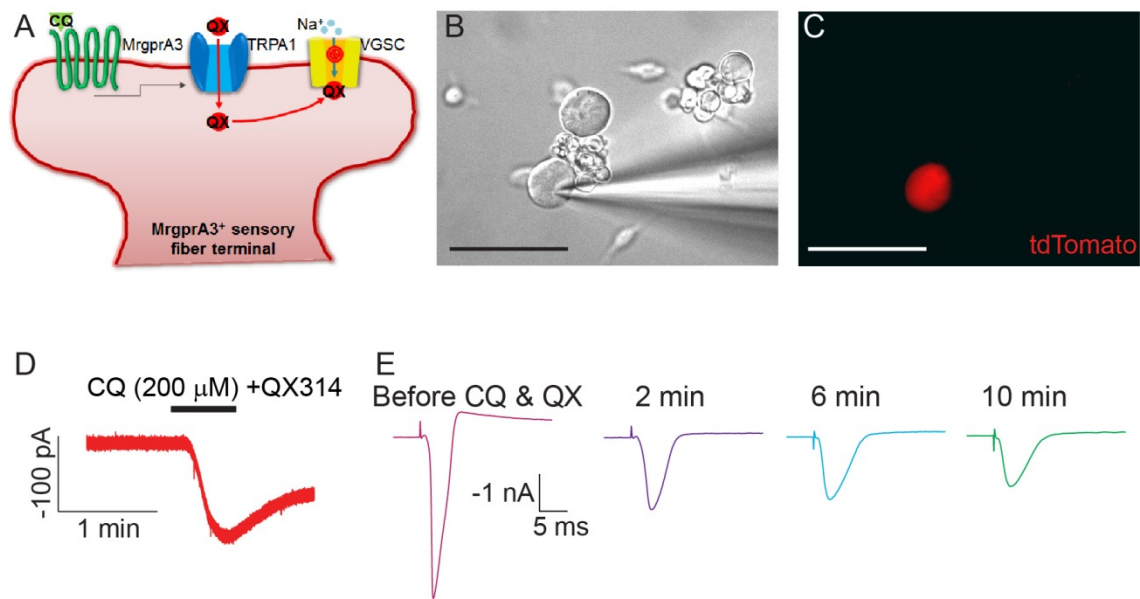 A
CQ
MrgprA3
QX
TRPA1
Na⁺
VGSC
QX
QX
MrgprA3⁺ sensory
fiber terminal
B
C
tdTomato
D
CQ (200 μM) +QX314
-100 pA
1 min
E
Before CQ & QX
2 min
6 min
10 min
-1 nA
5 ms